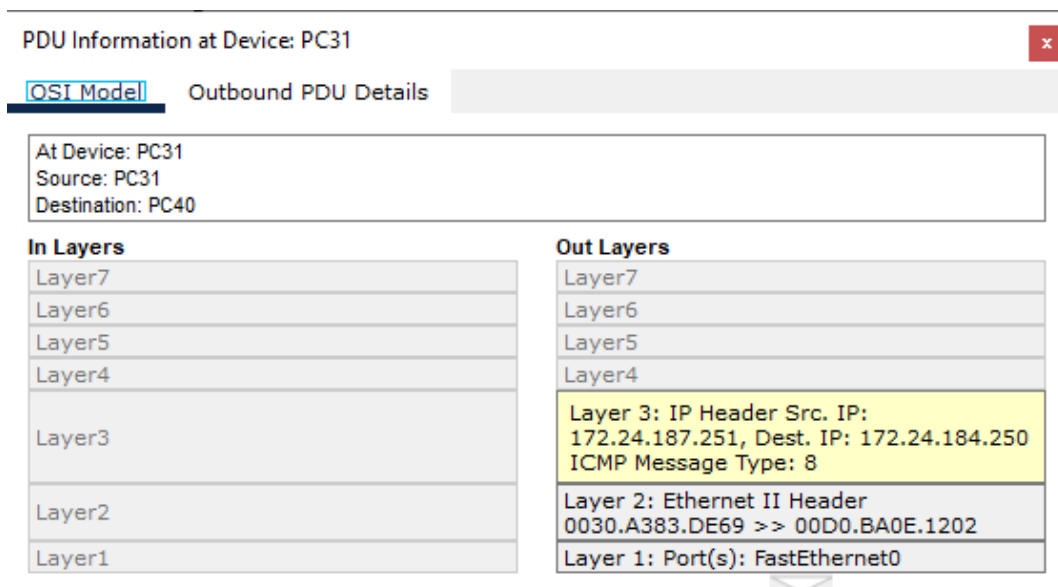 PDU Information at Device: PC31
x
OSI Model Outbound PDU Details
At Device: PC31
Source: PC31
Destination: PC40
In Layers
Layer7
Layer6
Layer5
Layer4
Layer3
Layer2
Layer1
Out Layers
Layer7
Layer6
Layer5
Layer4
Layer 3: IP Header Src. IP:
172.24.187.251, Dest. IP: 172.24.184.250
ICMP Message Type: 8
Layer 2: Ethernet II Header
0030.A383.DE69 >> 00D0.BA0E.1202
Layer 1: Port(s): FastEthernet0